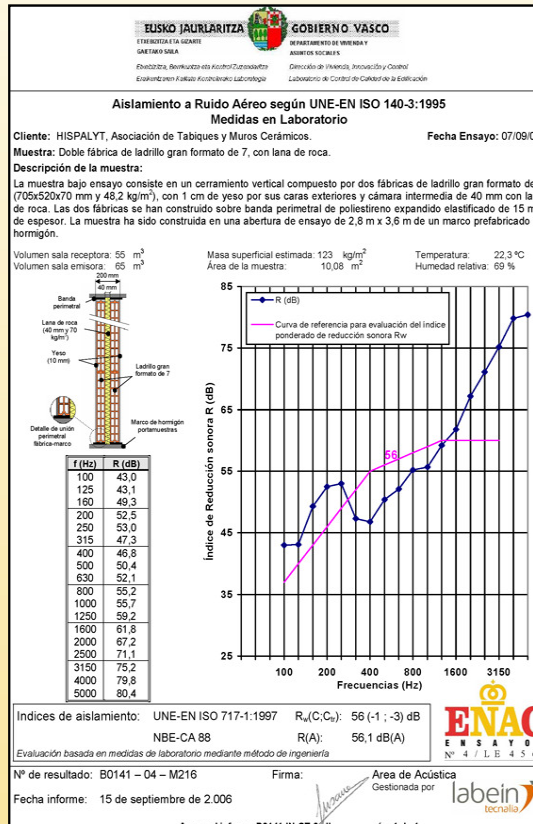 EUSKO JAURLARITZA
GOBIERNO VASCO
ETXEBIZITZA ETA GIZARTE
GAIETAKO SAILA
DEPARTAMENTO DE VIVIENDA Y
ASUNTOS SOCIALES
Etxebizitza, Berrikuntza eta Kontrol Zuzendaritza
Eraikuntzaren Kalitate Kontrolerako Laborategia
Dirección de Vivienda, Innovación y Control
Laboratorio de Control de Calidad de la Edificación
Aislamiento a Ruido Aéreo según UNE-EN ISO 140-3:1995
Medidas en Laboratorio
Cliente: HISPALYT, Asociación de Tabiques y Muros Cerámicos.
Fecha Ensayo: 07/09/0
Muestra: Doble fábrica de ladrillo gran formato de 7, con lana de roca.
Descripción de la muestra:
La muestra bajo ensayo consiste en un cerramiento vertical compuesto por dos fábricas de ladrillo gran formato de
(705x520x70 mm y 48,2 kg/m²), con 1 cm de yeso por sus caras exteriores y cámara intermedia de 40 mm con la
de roca. Las dos fábricas se han construido sobre banda perimetral de poliestireno expandido elastificado de 15 m
de espesor. La muestra ha sido construida en una abertura de ensayo de 2,8 m x 3,6 m de un marco prefabricado
hormigón.
Volumen sala receptora: 55 m³
Masa superficial estimada: 123 kg/m²
Temperatura: 22,3 ºC
Volumen sala emisora: 65 m³
Área de la muestra: 10,08 m²
Humedad relativa: 69 %
200 mm
40 mm
Banda
perimetral
Lana de roca
(40 mm y 70
kg/m³)
Yeso
(10 mm)
Ladrillo gran
formato de 7
Detalle de unión
perimetral
fábrica-marco
Marco de hormigón
portamuestras
f (Hz) R (dB)
100 43,0
125 43,1
160 49,3
200 52,5
250 53,0
315 47,3
400 46,8
500 50,4
630 52,1
800 55,2
1000 55,7
1250 59,2
1600 61,8
2000 67,2
2500 71,1
3150 75,2
4000 79,8
5000 80,4
Índice de Reducción sonora R (dB)
85
75
65
55
45
35
25
R (dB)
Curva de referencia para evaluación del índice
ponderado de reducción sonora Rw
56
100 200 400 800 1600 3150
Frecuencias (Hz)
Indices de aislamiento: UNE-EN ISO 717-1:1997 Rw(C;Ctr): 56 (-1 ; -3) dB
NBE-CA 88 R(A): 56,1 dB(A)
Evaluación basada en medidas de laboratorio mediante método de ingeniería
ENAC
ENSAYO
Nº 4 / LE 456
Nº de resultado: B0141 – 04 – M216
Firma:
Area de Acústica
Gestionada por
labein
tecnalia
Fecha informe: 15 de septiembre de 2.006